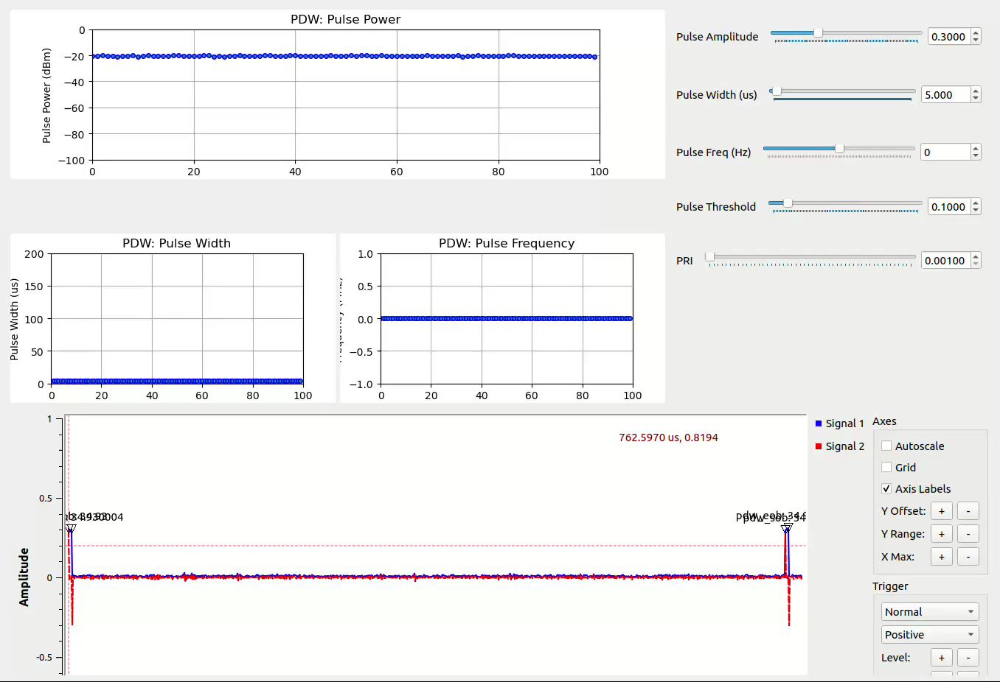 PDW: Pulse Power
Pulse Power (dBm)
0
−20
−40
−60
−80
−100
0 20 40 60 80 100
Pulse Amplitude 0.3000
Pulse Width (us) 5.000
Pulse Freq (Hz) 0
Pulse Threshold 0.1000
PRI 0.00100
PDW: Pulse Width
Pulse Width (us)
200
150
100
50
0
0 20 40 60 80 100
PDW: Pulse Frequency
1.0
0.5
0.0
−0.5
−1.0
0 20 40 60 80 100
Amplitude
1
0.5
0
-0.5
762.5970 us, 0.8194
Signal 1
Signal 2
Axes
Autoscale
Grid
Axis Labels
Y Offset: + -
Y Range: + -
X Max: + -
Trigger
Normal
Positive
Level: + -